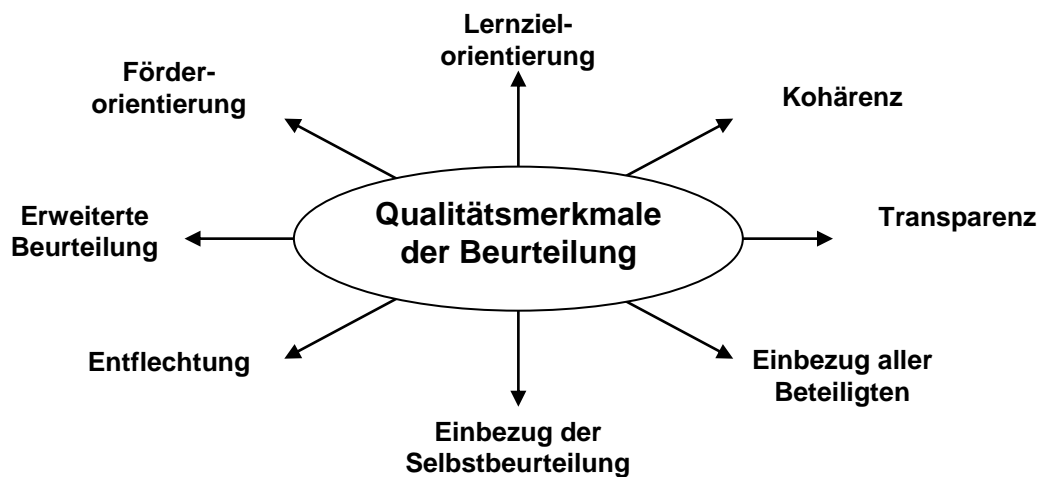 Lernziel-
orientierung
Förder-
orientierung
Kohärenz
Erweiterte
Beurteilung
Qualitätsmerkmale
der Beurteilung
Transparenz
Entflechtung
Einbezug aller
Beteiligten
Einbezug der
Selbstbeurteilung